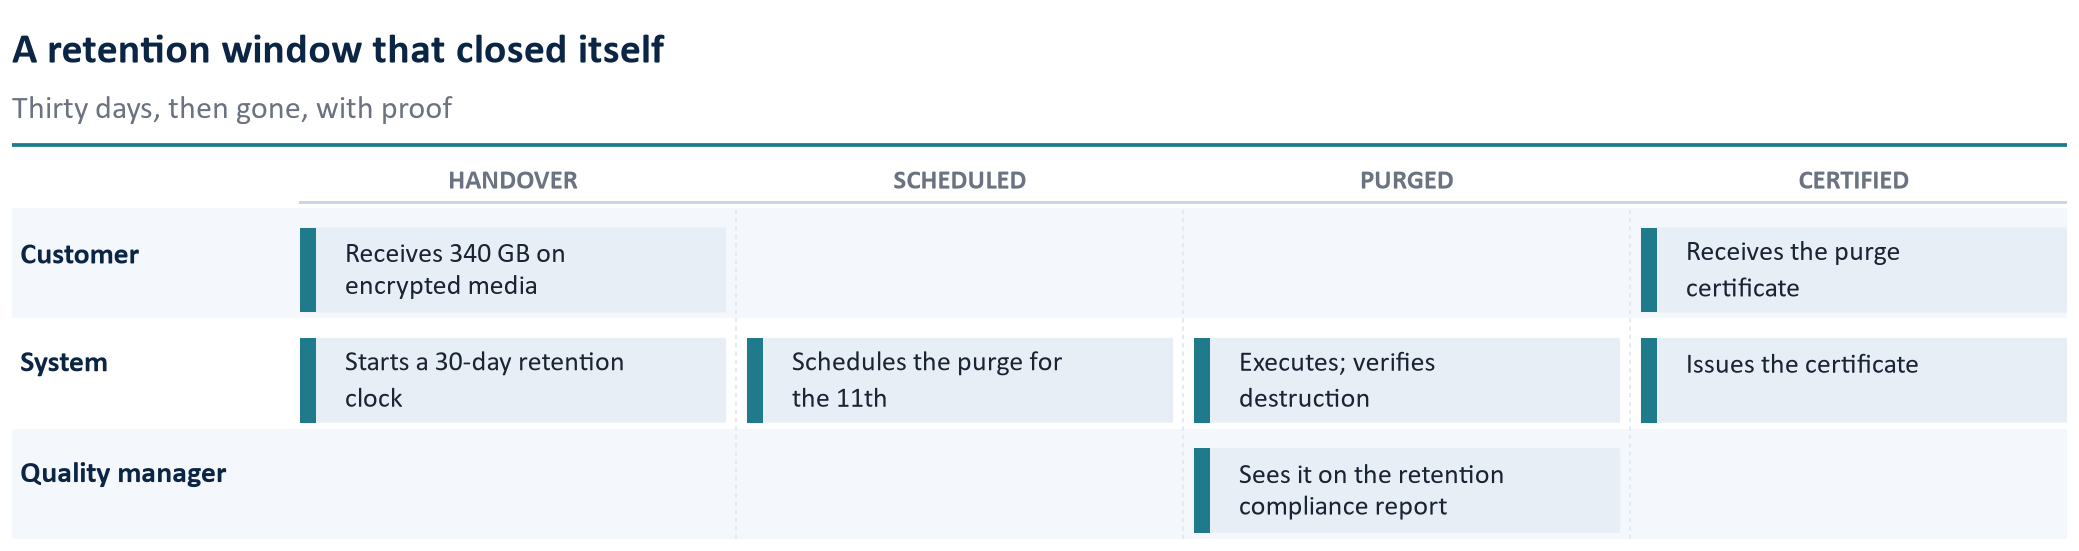 A retention window that closed itself
Thirty days, then gone, with proof
HANDOVER
SCHEDULED
PURGED
CERTIFIED
Customer
Receives 340 GB on
encrypted media
Receives the purge
certificate
System
Starts a 30-day retention
clock
Schedules the purge for
the 11th
Executes; verifies
destruction
Issues the certificate
Quality manager
Sees it on the retention
compliance report